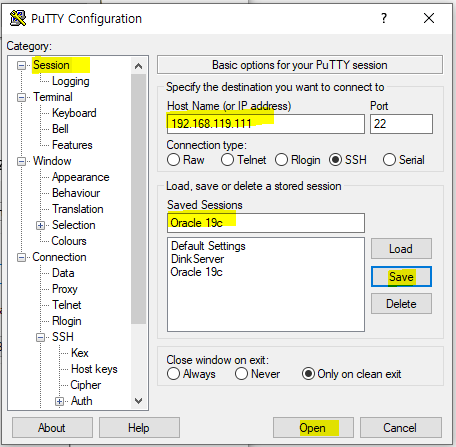 PuTTY Configuration
?
Category:
Session
Logging
Terminal
Keyboard
Bell
Features
Window
Appearance
Behaviour
Translation
Selection
Colours
Connection
Data
Proxy
Telnet
Rlogin
SSH
Kex
Host keys
Cipher
Auth
Basic options for your PuTTY session
Specify the destination you want to connect to
Host Name (or IP address) Port
192.168.119.111 22
Connection type:
Raw Telnet Rlogin SSH Serial
Load, save or delete a stored session
Saved Sessions
Oracle 19c
Default Settings
DinkServer
Oracle 19c
Load
Save
Delete
Close window on exit:
Always Never Only on clean exit
About Help Open Cancel